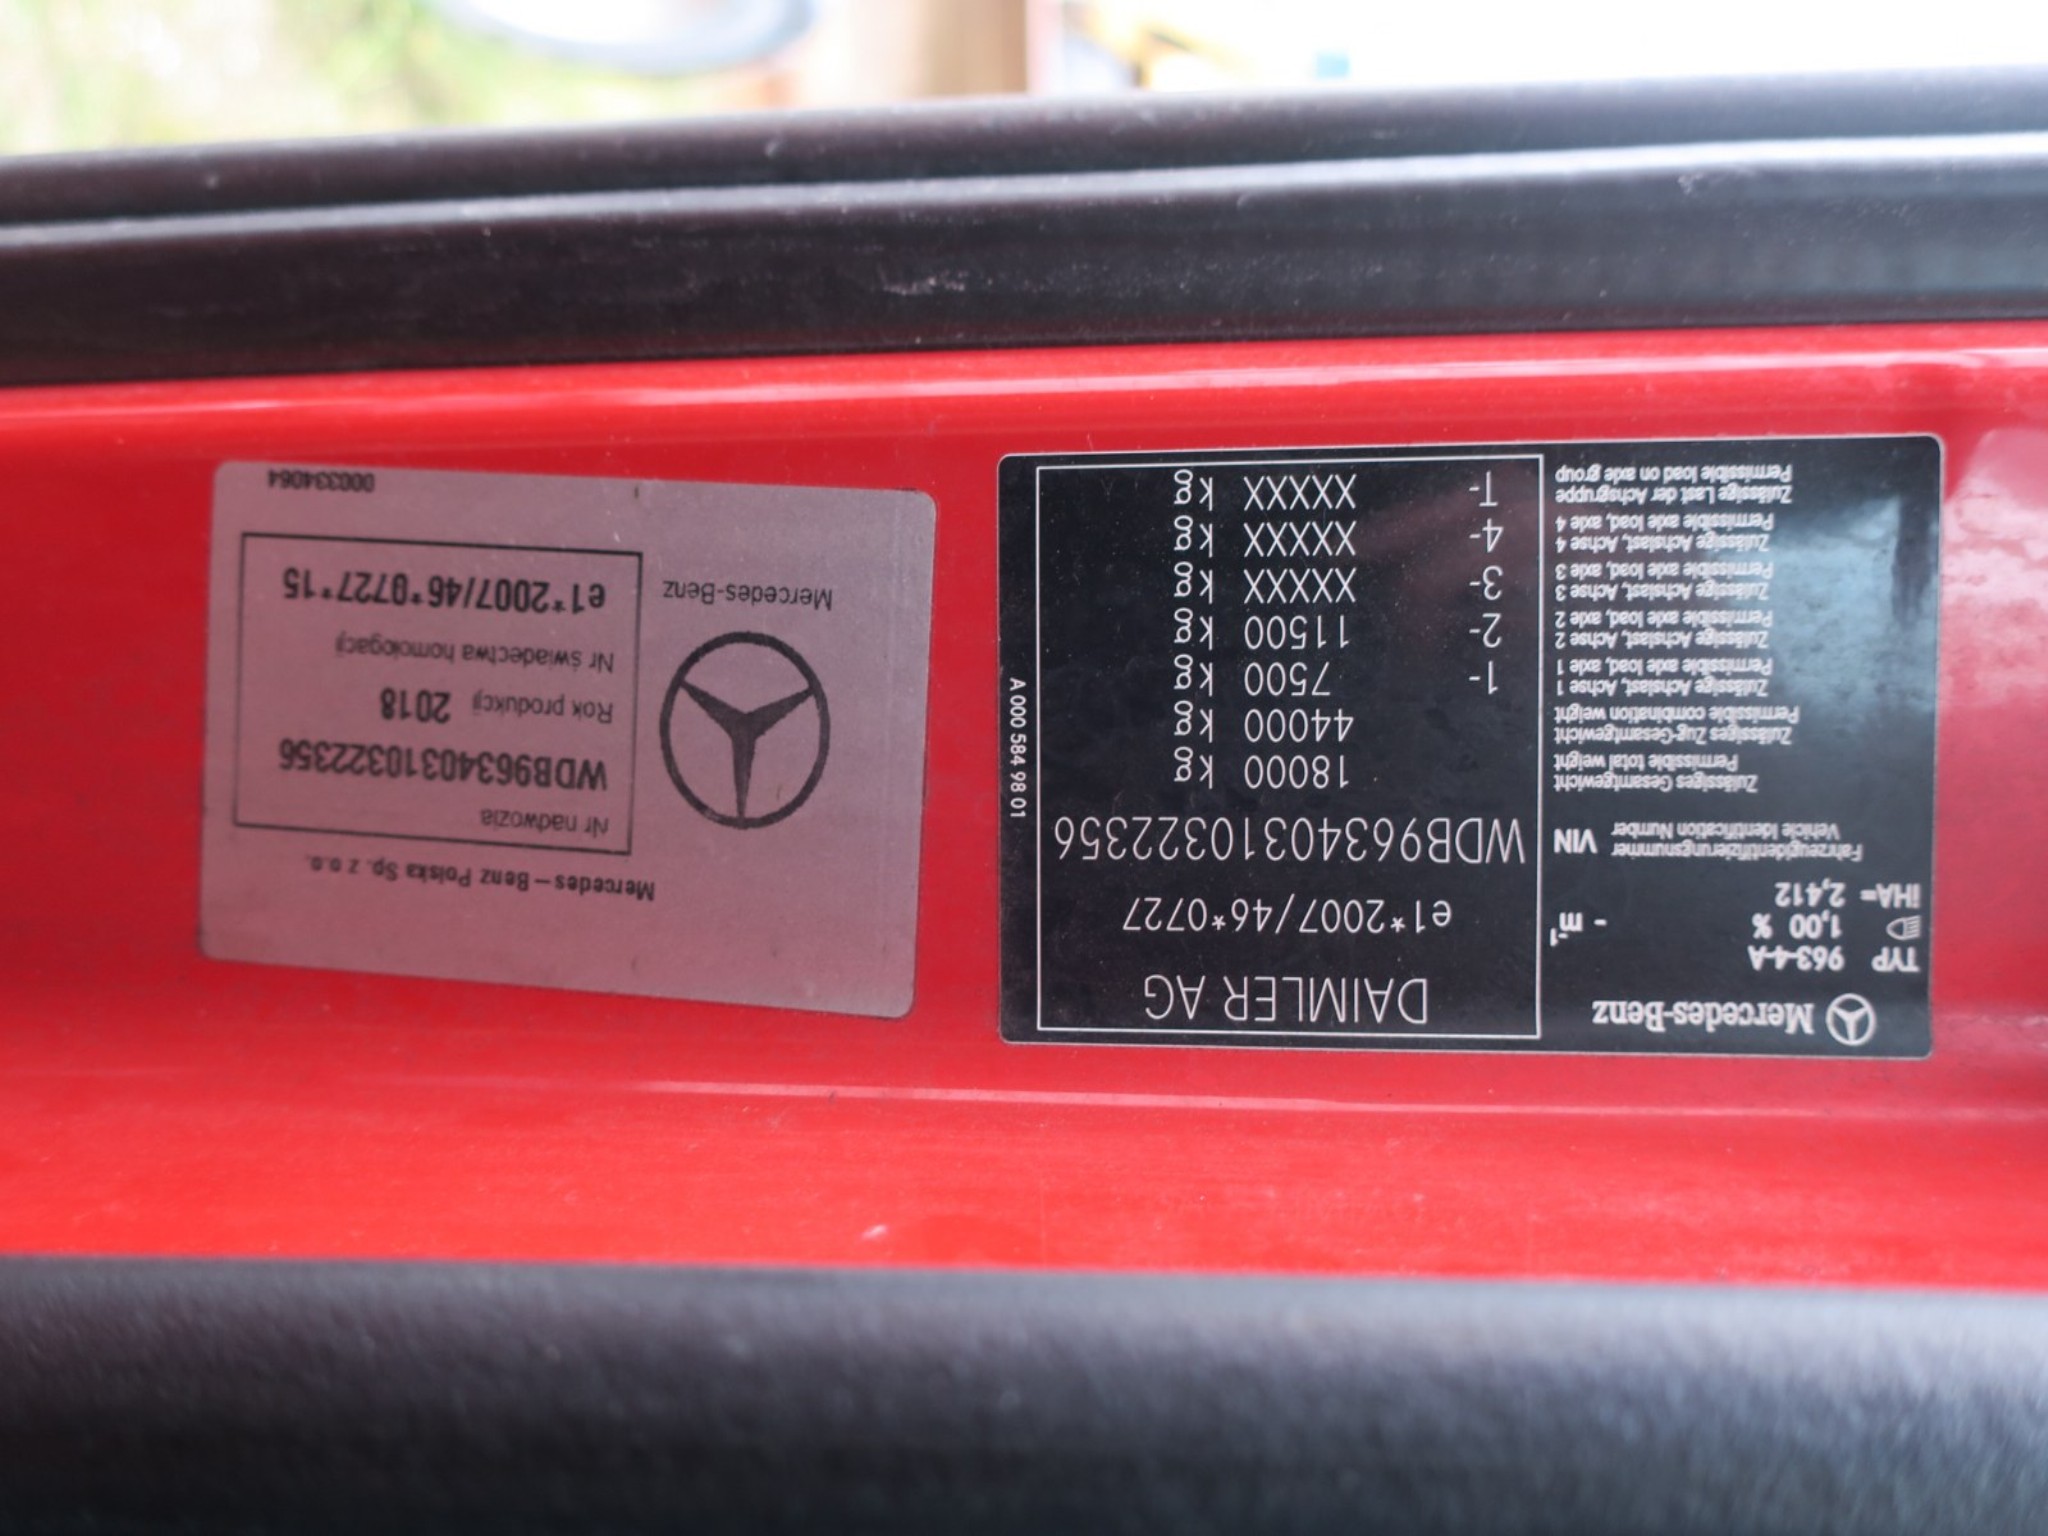 Mercedes-Benz
TYP 963-4-A
1,00 % - m⁻¹
iHA= 2,412
Fahrzeugidentifizierungsnummer
Vehicle Identification Number
VIN
Zulässiges Gesamtgewicht
Permissible total weight
Zulässiges Zug-Gesamtgewicht
Permissible combination weight
Zulässige Achslast, Achse 1
Permissible axle load, axle 1
Zulässige Achslast, Achse 2
Permissible axle load, axle 2
Zulässige Achslast, Achse 3
Permissible axle load, axle 3
Zulässige Achslast, Achse 4
Permissible axle load, axle 4
Zulässige Last der Achsgruppe
Permissible load on axle group
DAIMLER AG
e1*2007/46*0727
WDB96340310322356
18000 kg
44000 kg
1- 7500 kg
2- 11500 kg
3- XXXXX kg
4- XXXXX kg
T- XXXXX kg
A 000 584 98 01
Mercedes-Benz Polska Sp. z o.o.
Nr nadwozia
WDB96340310322356
Rok produkcji 2018
Nr świadectwa homologacji
e1*2007/46*0727*15
Mercedes-Benz
000334064